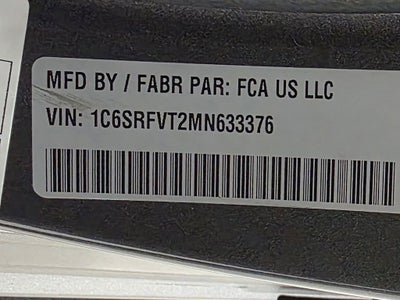 MFD BY / FABR PAR: FCA US LLC
VIN: 1C6SRFVT2MN633376